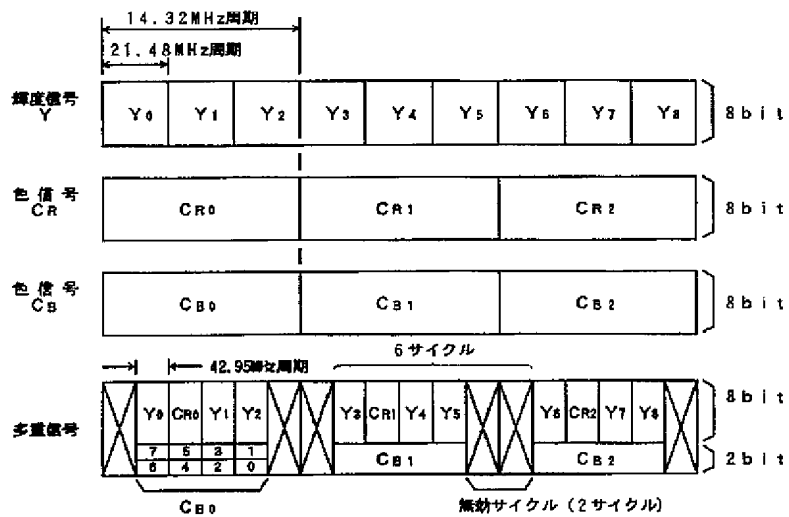 14.32MHz周期
21.48MHz周期
輝度信号
Y
Y0 Y1 Y2 Y3 Y4 Y5 Y6 Y7 Y8
8bit
色信号
CR
CR0 CR1 CR2
8bit
色信号
CB
CB0 CB1 CB2
8bit
6サイクル
42.95MHz周期
多重信号
Y0 CR0 Y1 Y2 Y3 CR1 Y4 Y5 Y6 CR2 Y7 Y8
8bit
7 5 3 1
6 4 2 0
CB1 CB2
2bit
CB0
無効サイクル(2サイクル)